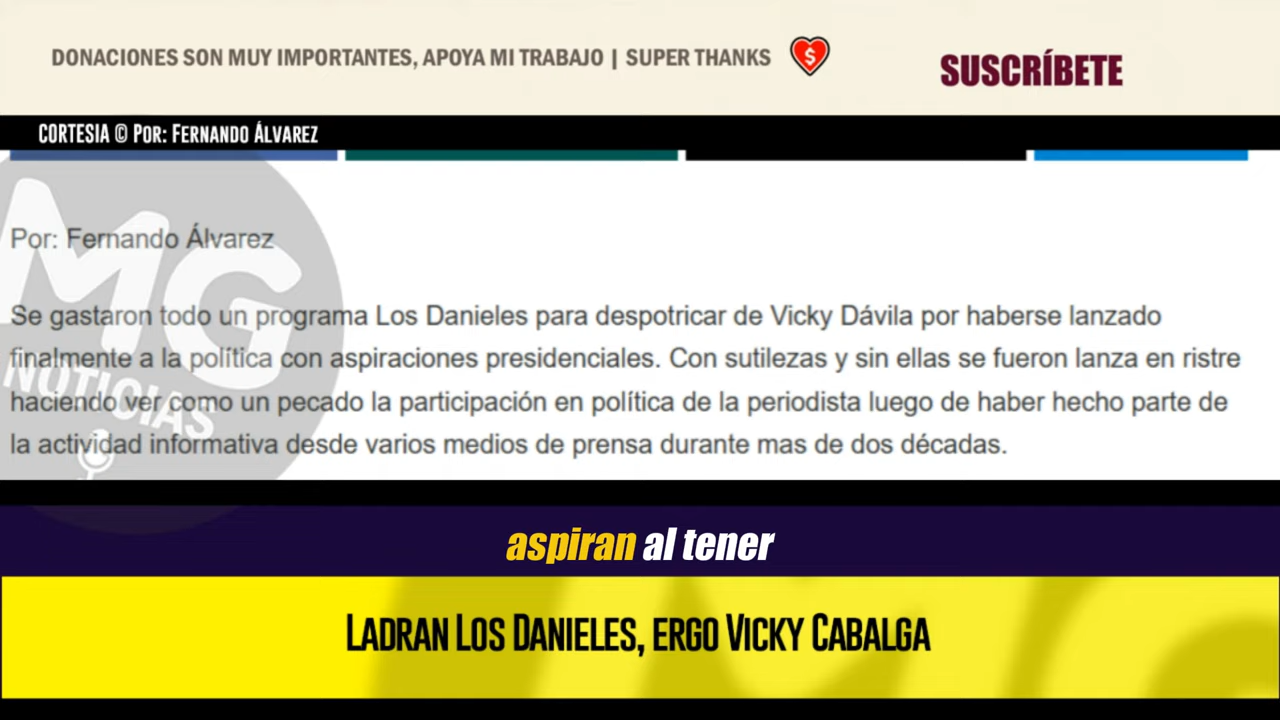 DONACIONES SON MUY IMPORTANTES, APOYA MI TRABAJO | SUPER THANKS $
SUSCRÍBETE
CORTESIA © POR: FERNANDO ÁLVAREZ
Por: Fernando Álvarez
Se gastaron todo un programa Los Danieles para despotricar de Vicky Dávila por haberse lanzado
finalmente a la política con aspiraciones presidenciales. Con sutilezas y sin ellas se fueron lanza en ristre
haciendo ver como un pecado la participación en política de la periodista luego de haber hecho parte de
la actividad informativa desde varios medios de prensa durante mas de dos décadas.
MG
NOTICIAS
aspiran al tener
LADRAN LOS DANIELES, ERGO VICKY CABALGA